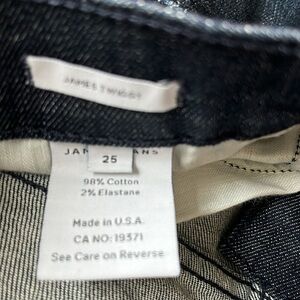 JAMES TWIGGY
25
98% Cotton
2% Elastane
Made in U.S.A.
CA NO: 19371
See Care on Reverse